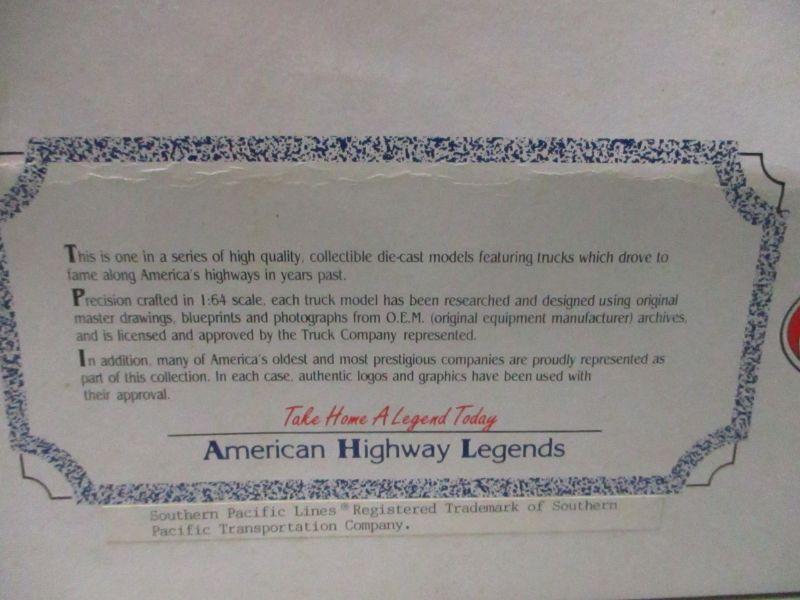 This is one in a series of high quality, collectible die-cast models featuring trucks which drove to
fame along America's highways in years past.
Precision crafted in 1:64 scale, each truck model has been researched and designed using original
master drawings, blueprints and photographs from O.E.M. (original equipment manufacturer) archives,
and is licensed and approved by the Truck Company represented.
In addition, many of America's oldest and most prestigious companies are proudly represented as
part of this collection. In each case, authentic logos and graphics have been used with
their approval.
Take Home A Legend Today
American Highway Legends
Southern Pacific Lines ® Registered Trademark of Southern
Pacific Transportation Company.